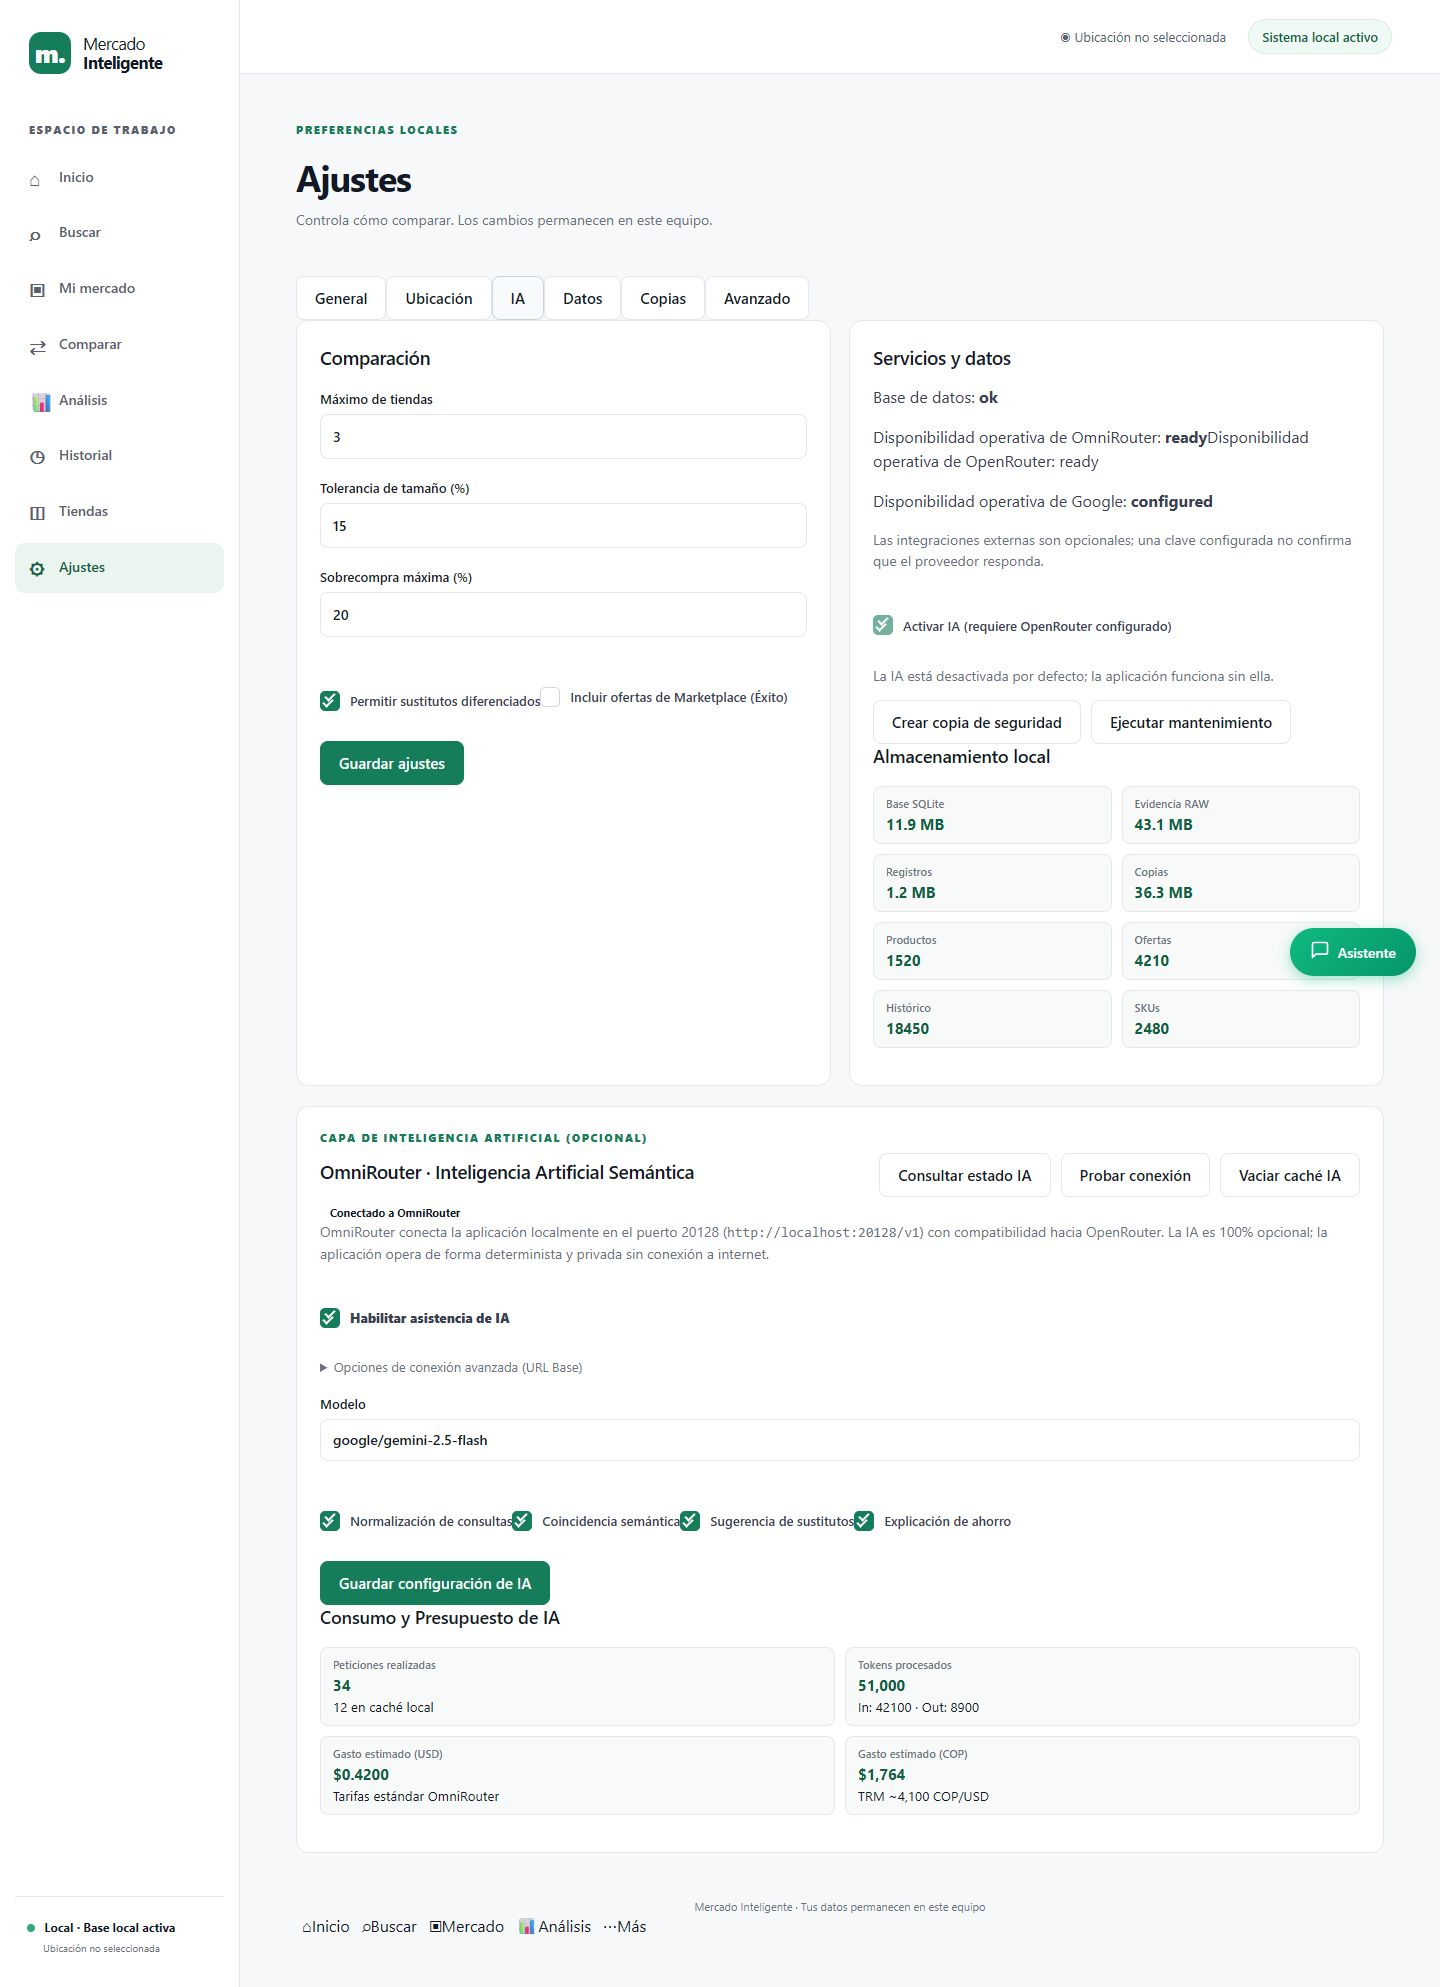 m.
Mercado
Inteligente
ESPACIO DE TRABAJO
Inicio
Buscar
Mi mercado
Comparar
Análisis
Historial
Tiendas
Ajustes
Local · Base local activa
Ubicación no seleccionada
Ubicación no seleccionada
Sistema local activo
PREFERENCIAS LOCALES
Ajustes
Controla cómo comparar. Los cambios permanecen en este equipo.
General
Ubicación
IA
Datos
Copias
Avanzado
Comparación
Máximo de tiendas
3
Tolerancia de tamaño (%)
15
Sobrecompra máxima (%)
20
Permitir sustitutos diferenciados
Incluir ofertas de Marketplace (Éxito)
Guardar ajustes
Servicios y datos
Base de datos: ok
Disponibilidad operativa de OmniRouter: readyDisponibilidad
operativa de OpenRouter: ready
Disponibilidad operativa de Google: configured
Las integraciones externas son opcionales; una clave configurada no confirma
que el proveedor responda.
Activar IA (requiere OpenRouter configurado)
La IA está desactivada por defecto; la aplicación funciona sin ella.
Crear copia de seguridad
Ejecutar mantenimiento
Almacenamiento local
Base SQLite
11.9 MB
Evidencia RAW
43.1 MB
Registros
1.2 MB
Copias
36.3 MB
Productos
1520
Ofertas
4210
Histórico
18450
SKUs
2480
Asistente
CAPA DE INTELIGENCIA ARTIFICIAL (OPCIONAL)
OmniRouter · Inteligencia Artificial Semántica
Consultar estado IA
Probar conexión
Vaciar caché IA
Conectado a OmniRouter
OmniRouter conecta la aplicación localmente en el puerto 20128 (http://localhost:20128/v1) con compatibilidad hacia OpenRouter. La IA es 100% opcional; la
aplicación opera de forma determinista y privada sin conexión a internet.
Habilitar asistencia de IA
Opciones de conexión avanzada (URL Base)
Modelo
google/gemini-2.5-flash
Normalización de consultas
Coincidencia semántica
Sugerencia de sustitutos
Explicación de ahorro
Guardar configuración de IA
Consumo y Presupuesto de IA
Peticiones realizadas
34
12 en caché local
Tokens procesados
51,000
In: 42100 · Out: 8900
Gasto estimado (USD)
$0.4200
Tarifas estándar OmniRouter
Gasto estimado (COP)
$1,764
TRM ~4,100 COP/USD
Mercado Inteligente · Tus datos permanecen en este equipo
Inicio
Buscar
Mercado
Análisis
···Más